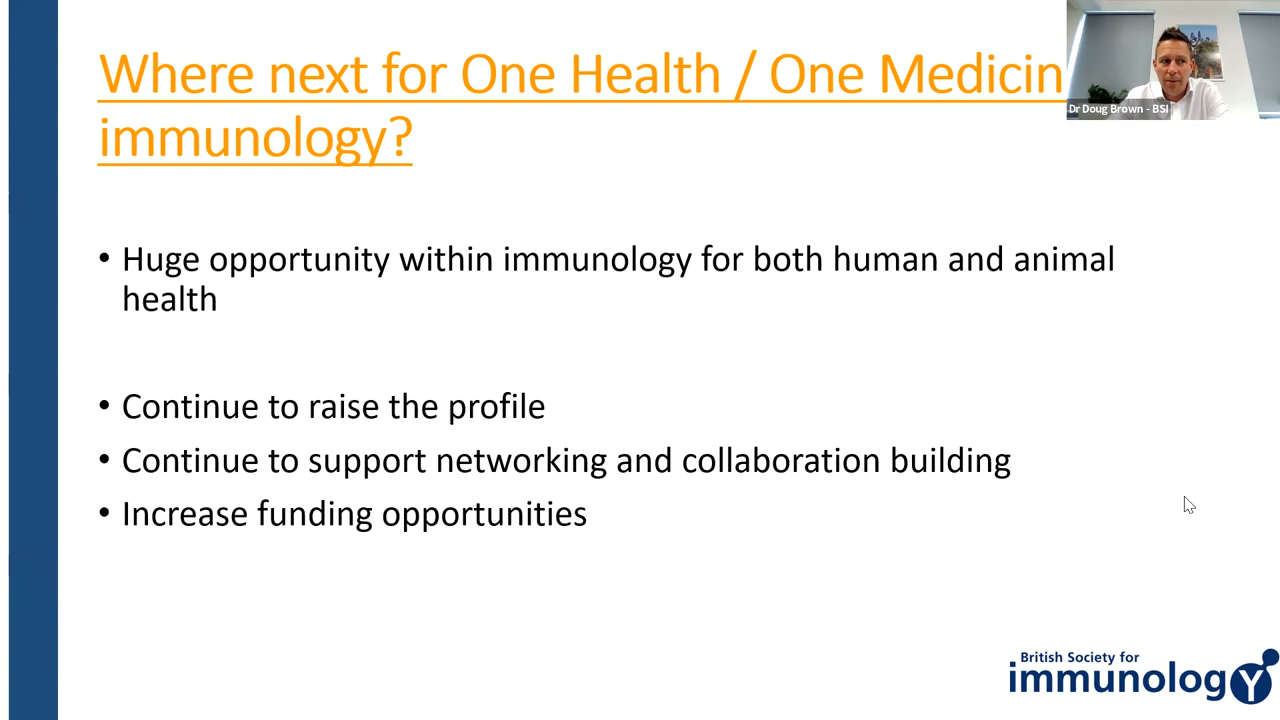 Where next for One Health / One Medicin
immunology?
Dr Doug Brown - BSI
• Huge opportunity within immunology for both human and animal
health
• Continue to raise the profile
• Continue to support networking and collaboration building
• Increase funding opportunities
British Society for
immunology